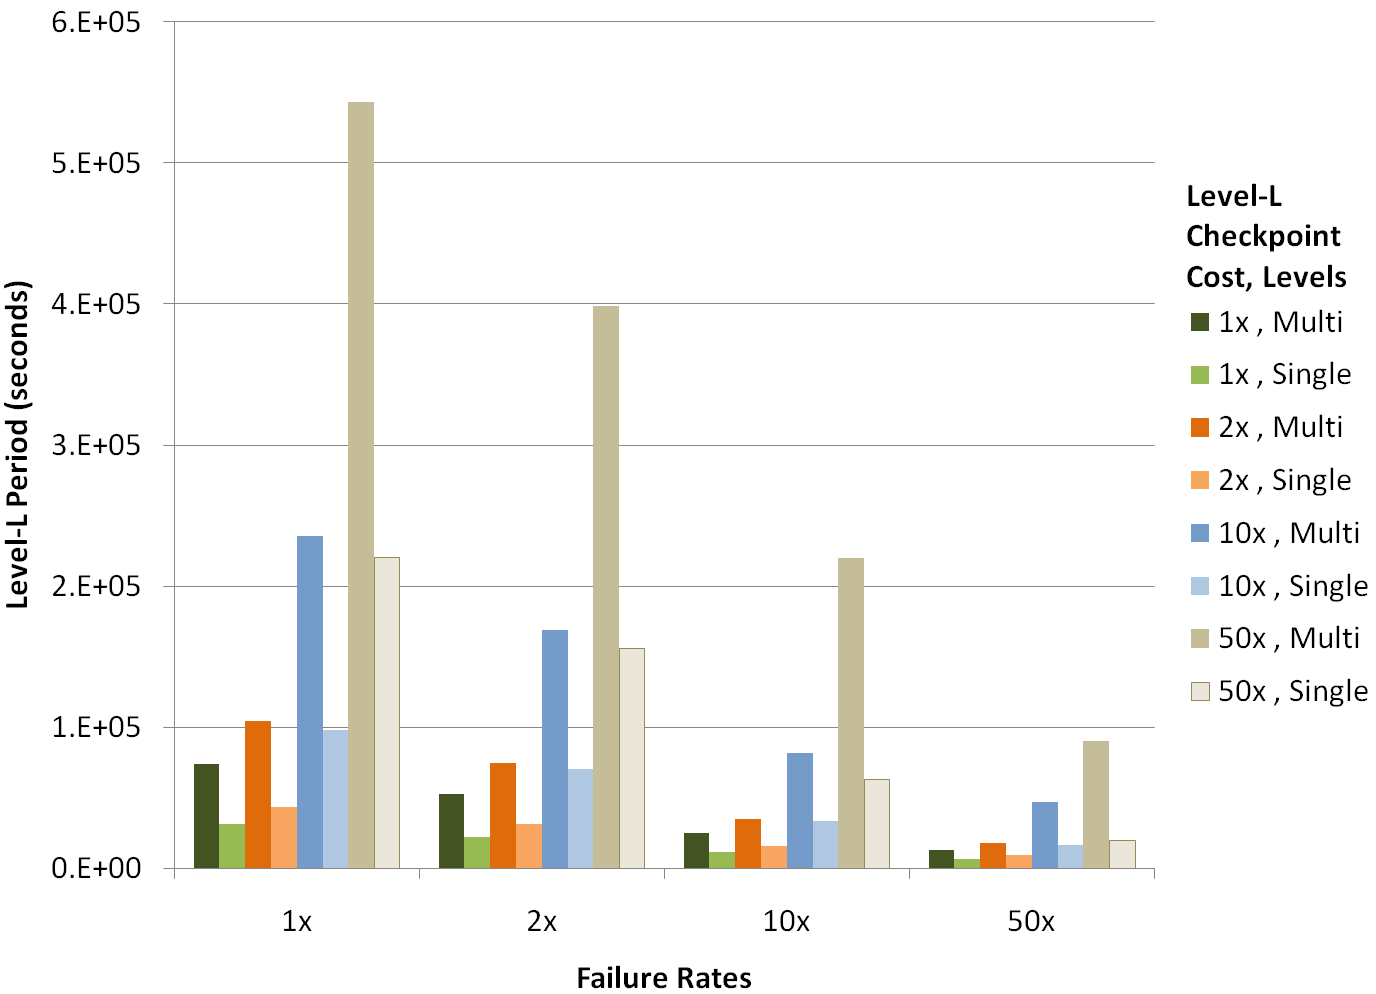 6.E+05
5.E+05
4.E+05
3.E+05
2.E+05
1.E+05
0.E+00
Level-L Period (seconds)
1x
2x
10x
50x
Failure Rates
Level-L
Checkpoint
Cost, Levels
1x , Multi
1x , Single
2x , Multi
2x , Single
10x , Multi
10x , Single
50x , Multi
50x , Single